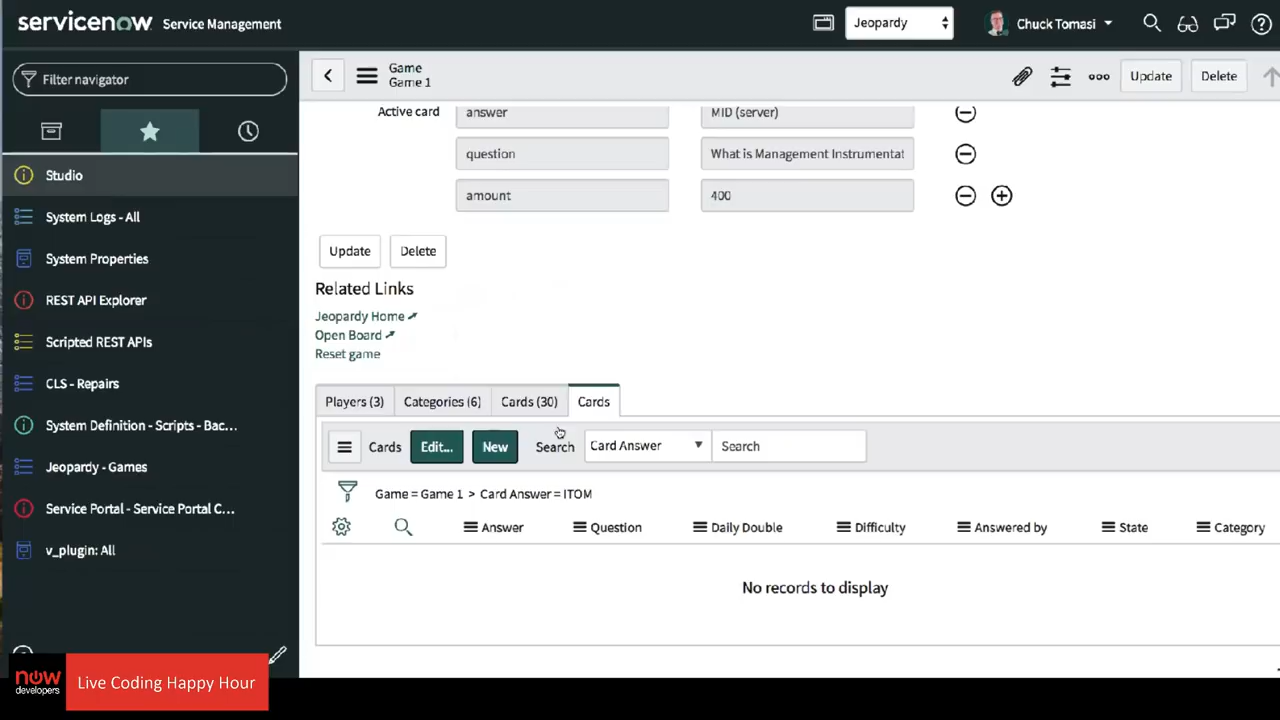 servicenow Service Management
Jeopardy
Chuck Tomasi
Filter navigator
Game
Game 1
Update
Delete
Studio
System Logs - All
System Properties
REST API Explorer
Scripted REST APIs
CLS - Repairs
System Definition - Scripts - Bac...
Jeopardy - Games
Service Portal - Service Portal C...
v_plugin: All
Active card
answer
MID (server)
question
What is Management Instrumentat
amount
400
Update
Delete
Related Links
Jeopardy Home
Open Board
Reset game
Players (3)
Categories (6)
Cards (30)
Cards
Cards
Edit...
New
Search
Card Answer
Search
Game = Game 1 > Card Answer = ITOM
Answer
Question
Daily Double
Difficulty
Answered by
State
Category
No records to display
now
developers
Live Coding Happy Hour